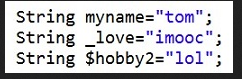 String myname="tom";
String _love="imooc";
String $hobby2="lol";